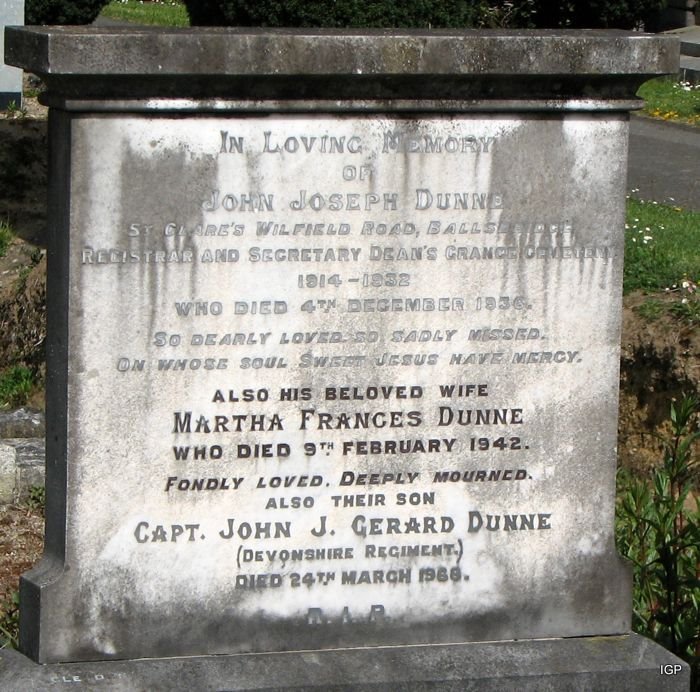 In Loving Memory
OF
John Joseph Dunne
St Clare's Wilfield Road, Ballsbridge
Registrar and Secretary Dean's Grange Cemetery
1914-1932
who died 4th December 1936.
So dearly loved so sadly missed.
On whose soul Sweet Jesus have mercy.
also his beloved wife
Martha Frances Dunne
who died 9th February 1942.
Fondly loved. Deeply mourned.
also their son
Capt. John J. Gerard Dunne
(Devonshire Regiment.)
Died 24th March 1966.
R.I.P.
IGP